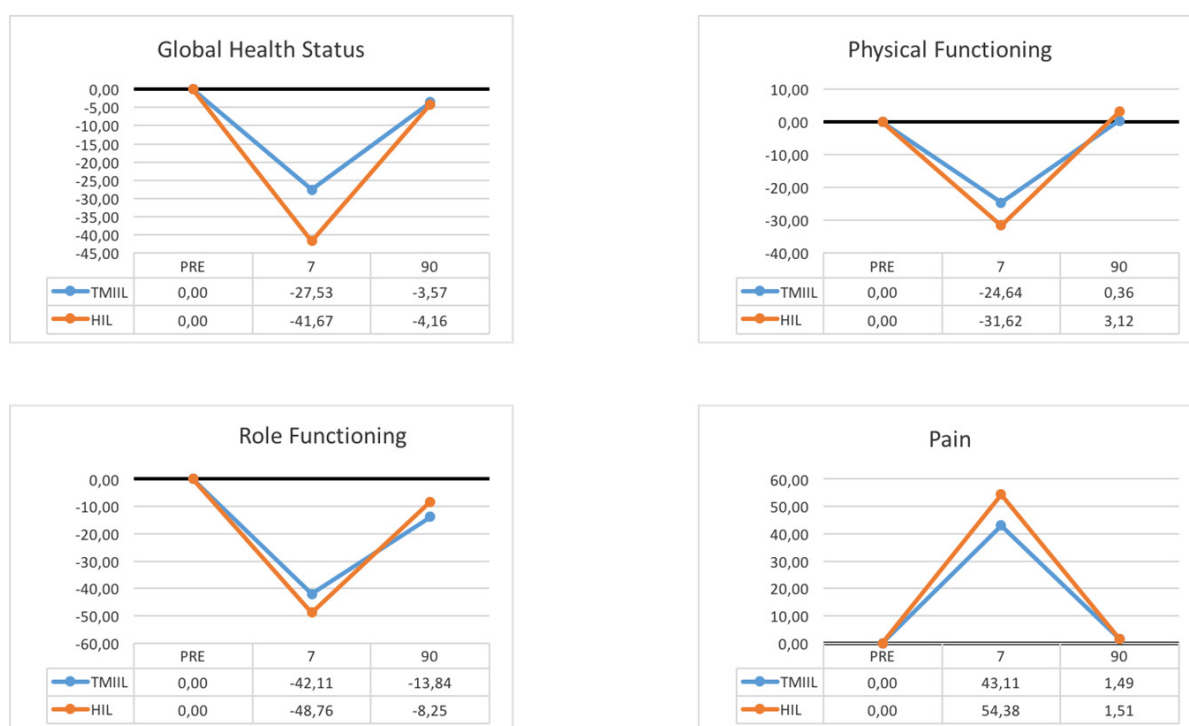 Global Health Status
0,00
-5,00
-10,00
-15,00
-20,00
-25,00
-30,00
-35,00
-40,00
-45,00
PRE 7 90
TMIIL 0,00 -27,53 -3,57
HIL 0,00 -41,67 -4,16
Physical Functioning
10,00
0,00
-10,00
-20,00
-30,00
-40,00
PRE 7 90
TMIIL 0,00 -24,64 0,36
HIL 0,00 -31,62 3,12
Role Functioning
0,00
-10,00
-20,00
-30,00
-40,00
-50,00
-60,00
PRE 7 90
TMIIL 0,00 -42,11 -13,84
HIL 0,00 -48,76 -8,25
Pain
60,00
50,00
40,00
30,00
20,00
10,00
0,00
PRE 7 90
TMIIL 0,00 43,11 1,49
HIL 0,00 54,38 1,51